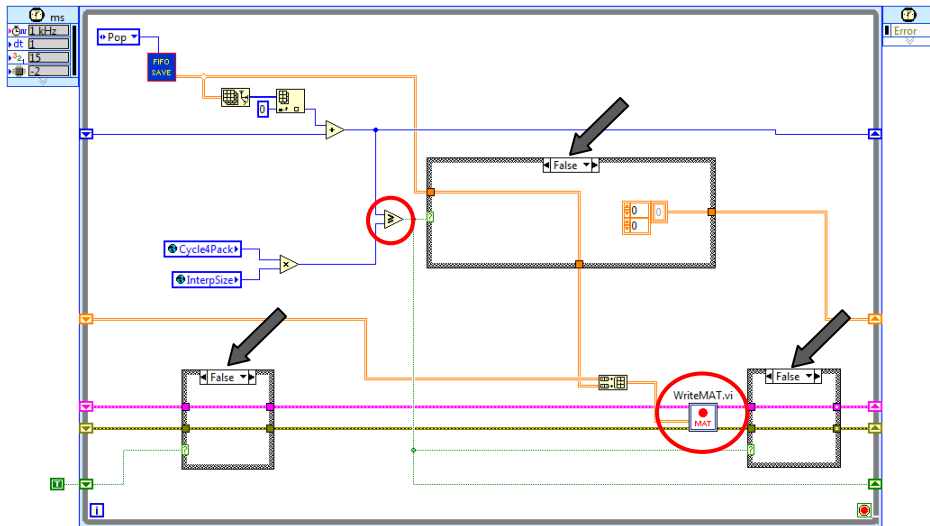 ms
1 kHz
dt 1
15
-2
Error
Pop
FIFO
SAVE
0
+
False
0
0
0
Cycle4Pack
×
InterpSize
False
False
WriteMAT.vi
MAT
?
?
?
T
i